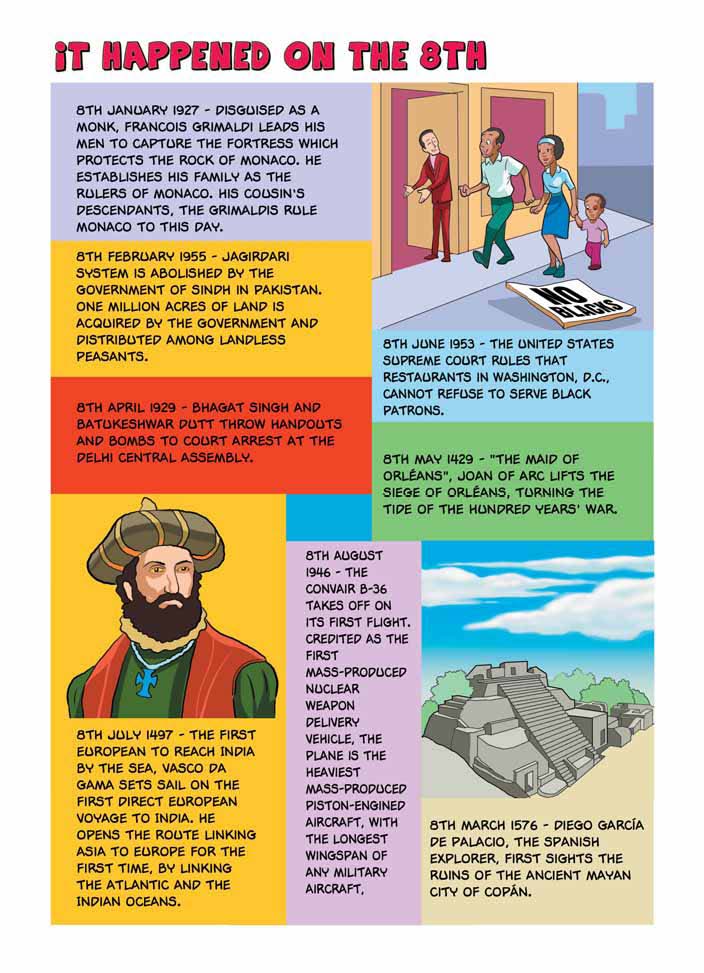 iT HAPPENED ON THE 8TH
8TH JANUARY 1927 - DISGUISED AS A
MONK, FRANCOIS GRIMALDI LEADS HIS
MEN TO CAPTURE THE FORTRESS WHICH
PROTECTS THE ROCK OF MONACO. HE
ESTABLISHES HIS FAMILY AS THE
RULERS OF MONACO. HIS COUSIN'S
DESCENDANTS, THE GRIMALDIS RULE
MONACO TO THIS DAY.
8TH FEBRUARY 1955 - JAGIRDARI
SYSTEM IS ABOLISHED BY THE
GOVERNMENT OF SINDH IN PAKISTAN.
ONE MILLION ACRES OF LAND IS
ACQUIRED BY THE GOVERNMENT AND
DISTRIBUTED AMONG LANDLESS
PEASANTS.
8TH APRIL 1929 - BHAGAT SINGH AND
BATUKESHWAR DUTT THROW HANDOUTS
AND BOMBS TO COURT ARREST AT THE
DELHI CENTRAL ASSEMBLY.
NO
BLACKS
8TH JUNE 1953 - THE UNITED STATES
SUPREME COURT RULES THAT
RESTAURANTS IN WASHINGTON, D.C.,
CANNOT REFUSE TO SERVE BLACK
PATRONS.
8TH MAY 1429 - "THE MAID OF
ORLÉANS", JOAN OF ARC LIFTS THE
SIEGE OF ORLÉANS, TURNING THE
TIDE OF THE HUNDRED YEARS' WAR.
8TH JULY 1497 - THE FIRST
EUROPEAN TO REACH INDIA
BY THE SEA, VASCO DA
GAMA SETS SAIL ON THE
FIRST DIRECT EUROPEAN
VOYAGE TO INDIA. HE
OPENS THE ROUTE LINKING
ASIA TO EUROPE FOR THE
FIRST TIME, BY LINKING
THE ATLANTIC AND THE
INDIAN OCEANS.
8TH AUGUST
1946 - THE
CONVAIR B-36
TAKES OFF ON
ITS FIRST FLIGHT.
CREDITED AS THE
FIRST
MASS-PRODUCED
NUCLEAR
WEAPON
DELIVERY
VEHICLE, THE
PLANE IS THE
HEAVIEST
MASS-PRODUCED
PISTON-ENGINED
AIRCRAFT, WITH
THE LONGEST
WINGSPAN OF
ANY MILITARY
AIRCRAFT,
8TH MARCH 1576 - DIEGO GARCÍA
DE PALACIO, THE SPANISH
EXPLORER, FIRST SIGHTS THE
RUINS OF THE ANCIENT MAYAN
CITY OF COPÁN.